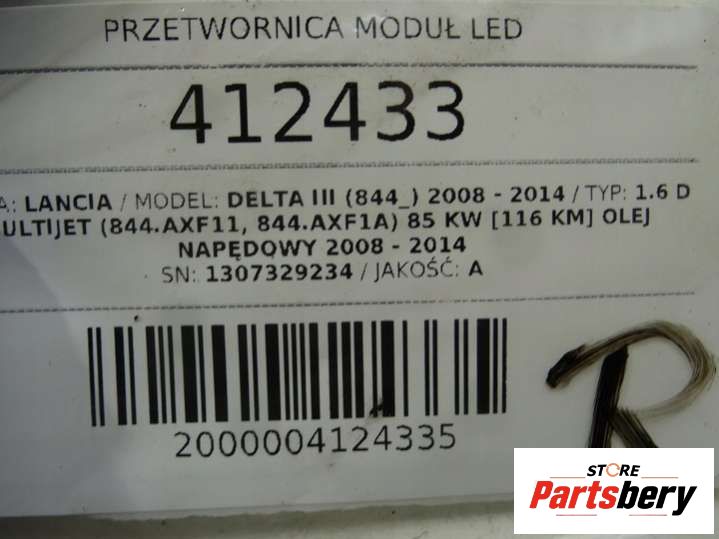 PRZETWORNICA MODUŁ LED
412433
A: LANCIA / MODEL: DELTA III (844_) 2008 - 2014 / TYP: 1.6 D
ULTIJET (844.AXF11, 844.AXF1A) 85 KW [116 KM] OLEJ
NAPĘDOWY 2008 - 2014
SN: 1307329234 / JAKOŚĆ: A
2000004124335
R
STORE
Partsbery